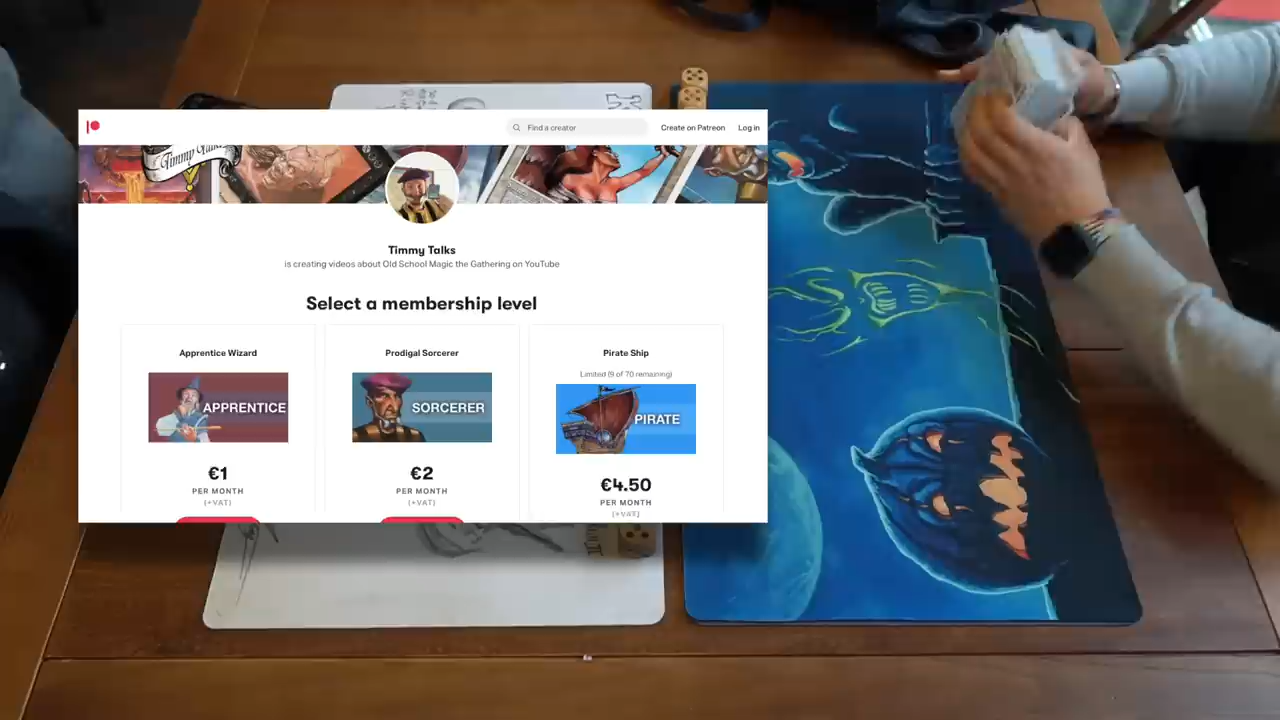 Find a creator
Create on Patreon
Log in
Timmy Talks
is creating videos about Old School Magic the Gathering on YouTube
Select a membership level
Apprentice Wizard
APPRENTICE
€1
PER MONTH
(+VAT)
Prodigal Sorcerer
SORCERER
€2
PER MONTH
(+VAT)
Pirate Ship
Limited (9 of 70 remaining)
PIRATE
€4.50
PER MONTH
(+VAT)